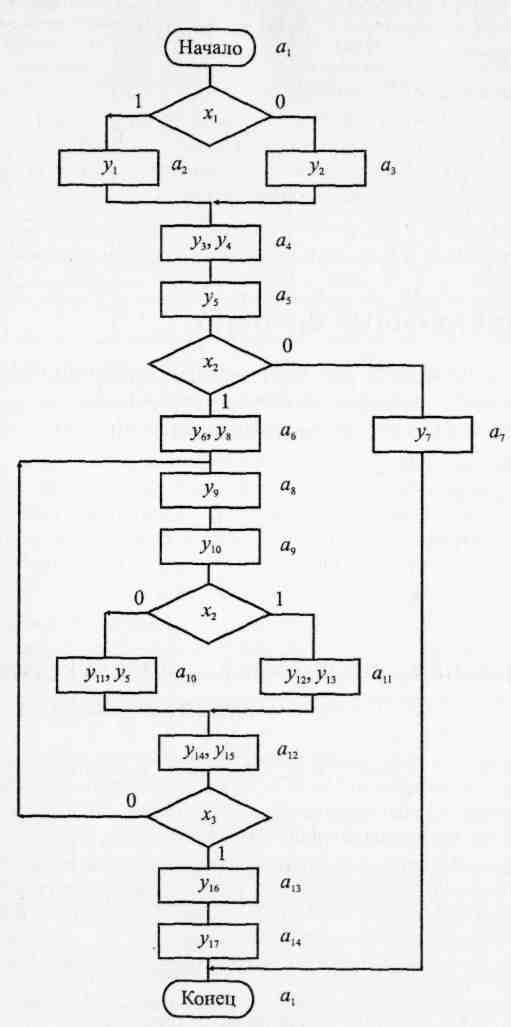 Начало a₁
1 x₁ 0
y₁ a₂ y₂ a₃
y₃, y₄ a₄
y₅ a₅
x₂ 0
1
y₆, y₈ a₆ y₇ a₇
y₉ a₈
y₁₀ a₉
0 x₂ 1
y₁₁, y₅ a₁₀ y₁₂, y₁₃ a₁₁
y₁₄, y₁₅ a₁₂
0 x₃
1
y₁₆ a₁₃
y₁₇ a₁₄
Конец a₁